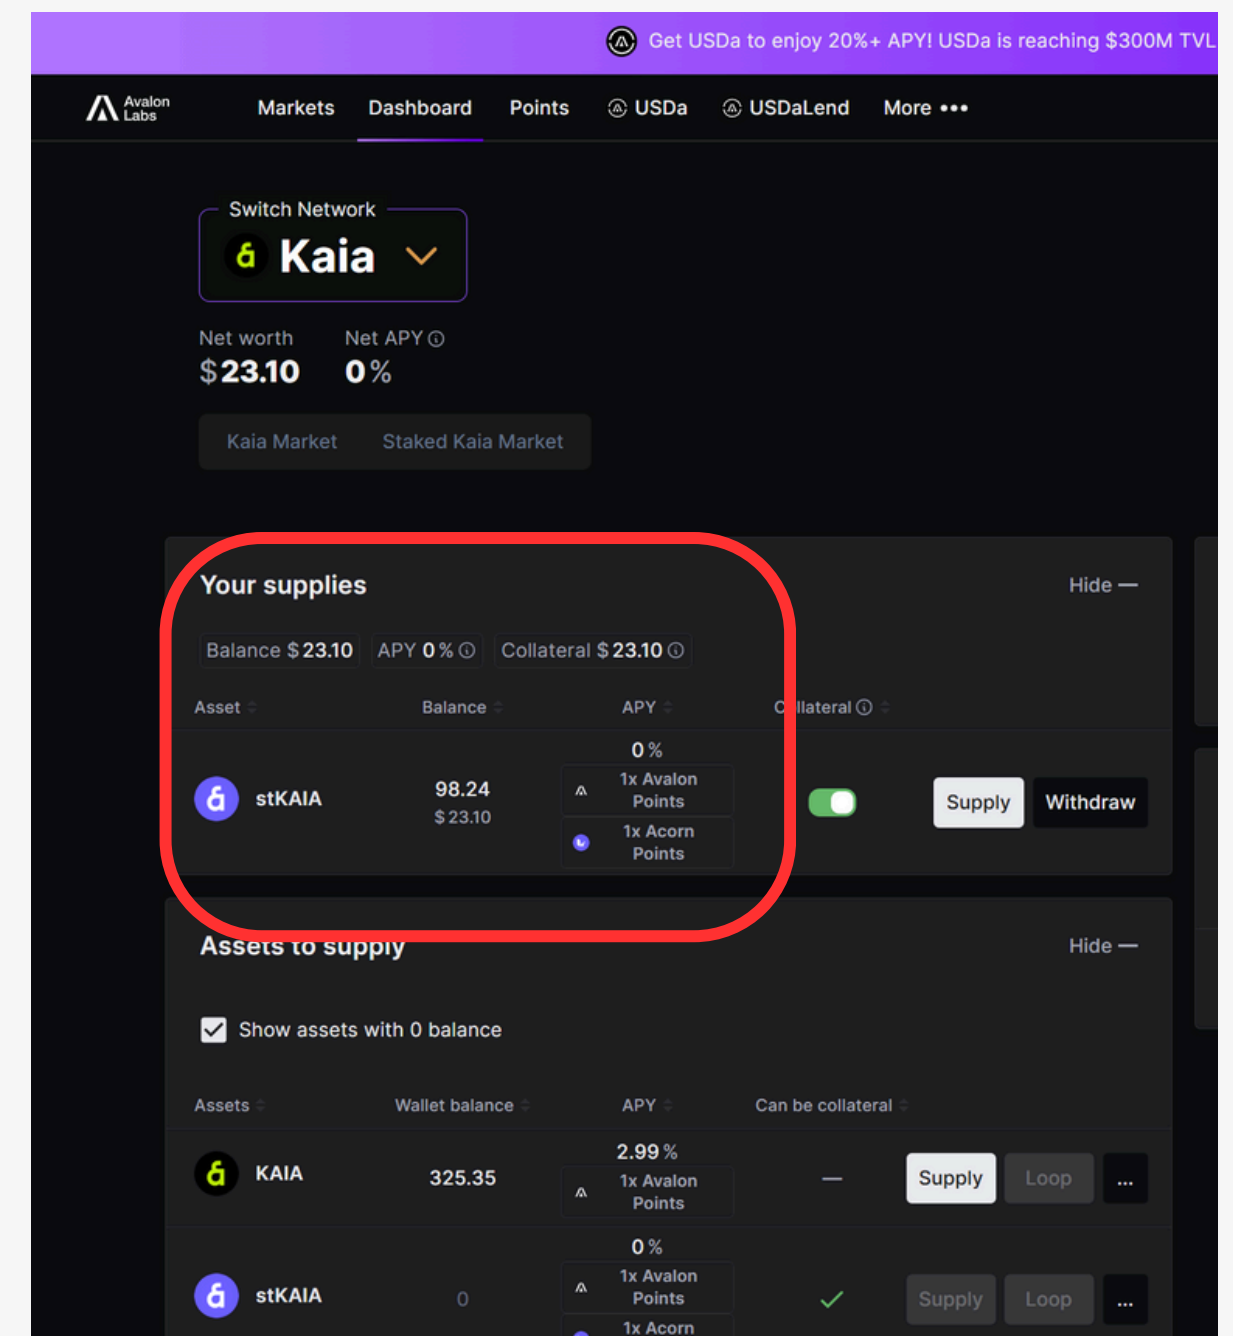 Get USDa to enjoy 20%+ APY! USDa is reaching $300M TVL
Avalon
Labs
Markets Dashboard Points USDa USDaLend More •••
Switch Network
Kaia
Net worth Net APY
$23.10 0%
Kaia Market Staked Kaia Market
Your supplies Hide —
Balance $23.10 APY 0% Collateral $23.10
Asset Balance APY Collateral
0%
stKAIA 98.24 1x Avalon Points Supply Withdraw
$23.10
1x Acorn Points
Assets to supply Hide —
Show assets with 0 balance
Assets Wallet balance APY Can be collateral
2.99%
KAIA 325.35 — Supply Loop ...
1x Avalon Points
0%
stKAIA 0 1x Avalon Points Supply Loop ...
1x Acorn